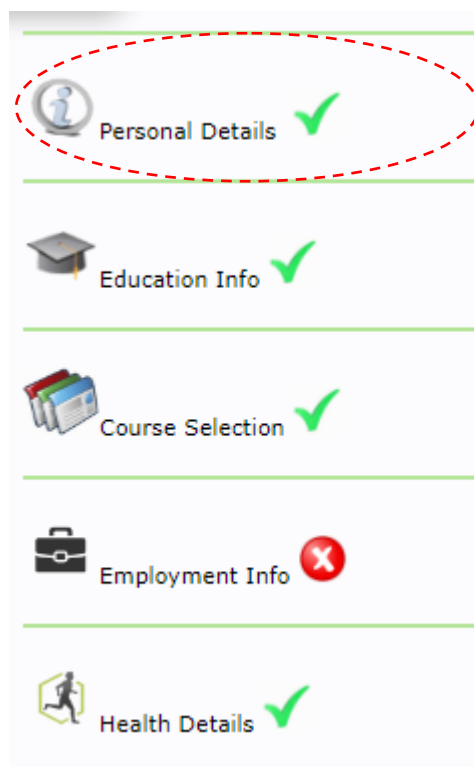 Personal Details
Education Info
Course Selection
Employment Info
Health Details